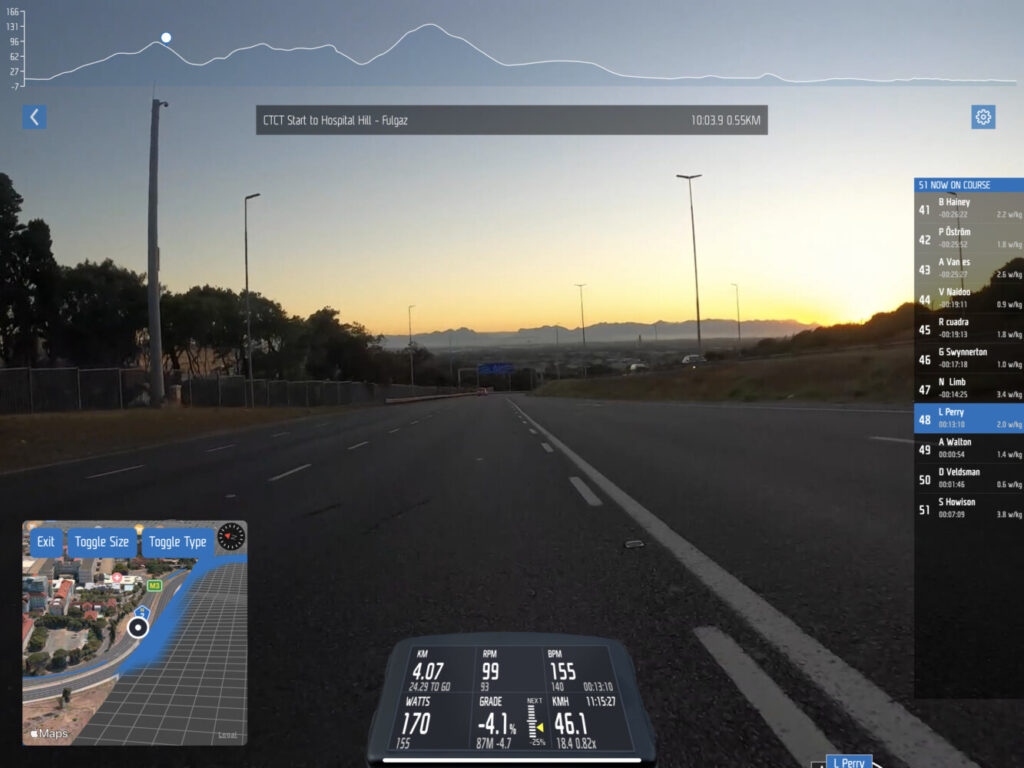 166
131
96
62
27
-7
CTCT Start to Hospital Hill - Fulgaz 10:03.9 0.55KM
51 NOW ON COURSE
41 B Hainey
-00:26:22 2.2 w/kg
42 P Öström
-00:25:52 1.8 w/kg
43 A Van es
-00:25:27 2.6 w/kg
44 V Naidoo
-00:19:11 0.9 w/kg
45 R cuadra
-00:19:13 1.8 w/kg
46 G Swynnerton
-00:17:18 1.0 w/kg
47 N Limb
-00:14:25 3.4 w/kg
48 L Perry
00:13:10 2.0 w/kg
49 A Walton
00:00:54 1.4 w/kg
50 D Veldsman
00:01:46 0.6 w/kg
51 S Howison
00:07:09 3.8 w/kg
Exit Toggle Size Toggle Type
M3
Maps
Legal
KM RPM BPM
4.07 99 155
24.29 TO GO 93 140 00:13:10
WATTS GRADE NEXT KMH 11:15:27
170 -4.1% 46.1
155 87M -4.7 -25% 18.4 0.82x
L Perry